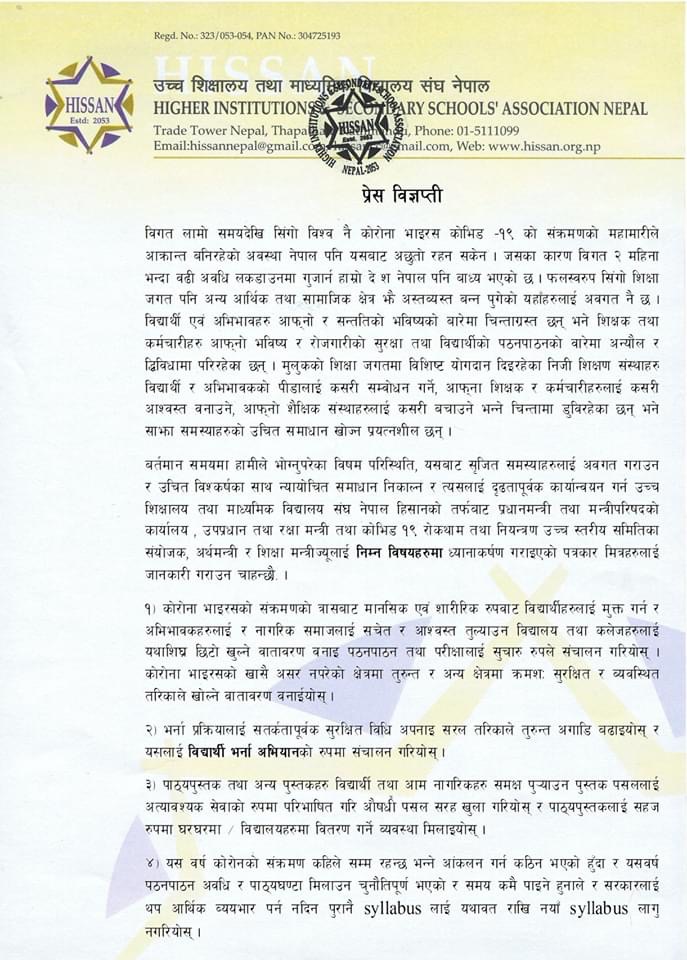 Regd. No.: 323/053-054, PAN No.: 304725193
HISSAN
HISSAN
Estd: 2053
उच्च शिक्षालय तथा माध्यमिक विद्यालय संघ नेपाल
HIGHER INSTITUTIONS & SECONDARY SCHOOLS' ASSOCIATION NEPAL
Trade Tower Nepal, Phone: 01-5111099
Email:hissannepal@gmail.com, Web: www.hissan.org.np
HIGHER INSTITUTIONS & SECONDARY SCHOOLS ASSOCIATION
HISSAN
Estd. 2053
NEPAL-2053
प्रेस विज्ञप्ती
विगत लामो समयदेखि सिंगो विश्व नै कोरोना भाइरस कोभिड -१९ को संक्रमणको महामारीले
आक्रान्त बनिरहेको अवस्था नेपाल पनि यसबाट अछुतो रहन सकेन । जसका कारण विगत २ महिना
भन्दा वढी अवधि लकडाउनमा गुजार्न हाम्रो दे श नेपाल पनि बाध्य भएको छ । फलस्वरुप सिंगो शिक्षा
जगत पनि अन्य आर्थिक तथा सामाजिक क्षेत्र झै अस्तव्यस्त बन्न पुगेको यहाँहरुलाई अवगत नै छ ।
विद्यार्थी एवं अभिभावहरु आफ्नो र सन्ततिको भविष्यको बारेमा चिन्ताग्रस्त छन् भने शिक्षक तथा
कर्मचारीहरु आफ्नो भविष्य र रोजगारीको सुरक्षा तथा विद्यार्थीको पठनपाठनको वारेमा अन्यौल र
द्धिविधामा परिरहेका छन् । मुलुकको शिक्षा जगतमा विशिष्ट योगदान दिइरहेका निजी शिक्षण संस्थाहरु
विद्यार्थी र अभिभावकको पीडालाई कसरी सम्वोधन गर्ने, आफ्ना शिक्षक र कर्मचारीहरुलाई कसरी
आश्वस्त वनाउने, आफ्नो शैक्षिक संस्थाहरुलाई कसरी बचाउने भन्ने चिन्तामा डुविरहेका छन् भने
साझा समस्याहरुको उचित समाधान खोज्न प्रयत्नशील छन् ।
बर्तमान समयमा हामीले भोग्नुपरेका विषम परिस्थिति, यसबाट सृजित समस्याहरुलाई अवगत गराउन
र उचित विश्कर्षका साथ न्यायोचित समाधान निकाल्न र त्यसलाई दृढतापूर्वक कार्यान्वयन गर्न उच्च
शिक्षालय तथा माध्यमिक विद्यालय संघ नेपाल हिसानको तर्फबाट प्रधानमन्त्री तथा मन्त्रीपरिषदको
कार्यालय , उपप्रधान तथा रक्षा मन्त्री तथा कोभिड १९ रोकथाम तथा नियन्त्रण उच्च स्तरीय समितिका
संयोजक, अर्थमन्त्री र शिक्षा मन्त्रीज्यूलाई निम्न विषयहरुमा ध्यानाकर्षण गराइएको पत्रकार मित्रहरुलाई
जानकारी गराउन चाहन्छौ. ।
१) कोरोना भाइरसको संक्रमणको त्रासबाट मानसिक एवं शारीरिक रुपबाट विद्यार्थीहरुलाई मुक्त गर्न र
अभिभावकहरुलाई र नागरिक समाजलाई सचेत र आश्वस्त तुल्याउन विद्यालय तथा कलेजहरुलाई
यथाशिघ्र छिटो खुल्ने वातावरण वनाइ पठनपाठन तथा परीक्षालाई सुचारु रुपले संचालन गरियोस् ।
कोरोना भाइरसको खासै असर नपरेको क्षेत्रमा तुरुन्त र अन्य क्षेत्रमा क्रमशः सुरक्षित र व्यवस्थित
तरिकाले खोल्ने वातावरण वनाईयोस् ।
२) भर्ना प्रक्रियालाई सतर्कतापूर्वक सुरक्षित विधि अपनाइ सरल तरिकाले तुरुन्त अगाडि बढाइयोस् र
यसलाई विद्यार्थी भर्ना अभियानको रुपमा संचालन गरियोस् ।
३) पाठ्यपुस्तक तथा अन्य पुस्तकहरु विद्यार्थी तथा आम नागरिकहरु समक्ष पुऱ्याउन पुस्तक पसललाई
अत्यावश्यक सेवाको रुपमा परिभाषित गरि औषधी पसल सरह खुला गरियोस् र पाठ्यपुस्तकलाई सहज
रुपमा घरघरमा / विद्यालयहरुमा वितरण गर्ने व्यवस्था मिलाइयोस् ।
४) यस वर्ष कोरोनको संक्रमण कहिले सम्म रहन्छ भन्ने आंकलन गर्न कठिन भएको हुँदा र यसवर्ष
पठनपाठन अवधि र पाठ्यघण्टा मिलाउन चुनौतिपूर्ण भएको र समय कमै पाइने हुनाले र सरकारलाई
थप आर्थिक व्ययभार पर्न नदिन पुरानै syllabus लाई यथावत राखि नयाँ syllabus लागु
नगरियोस् ।